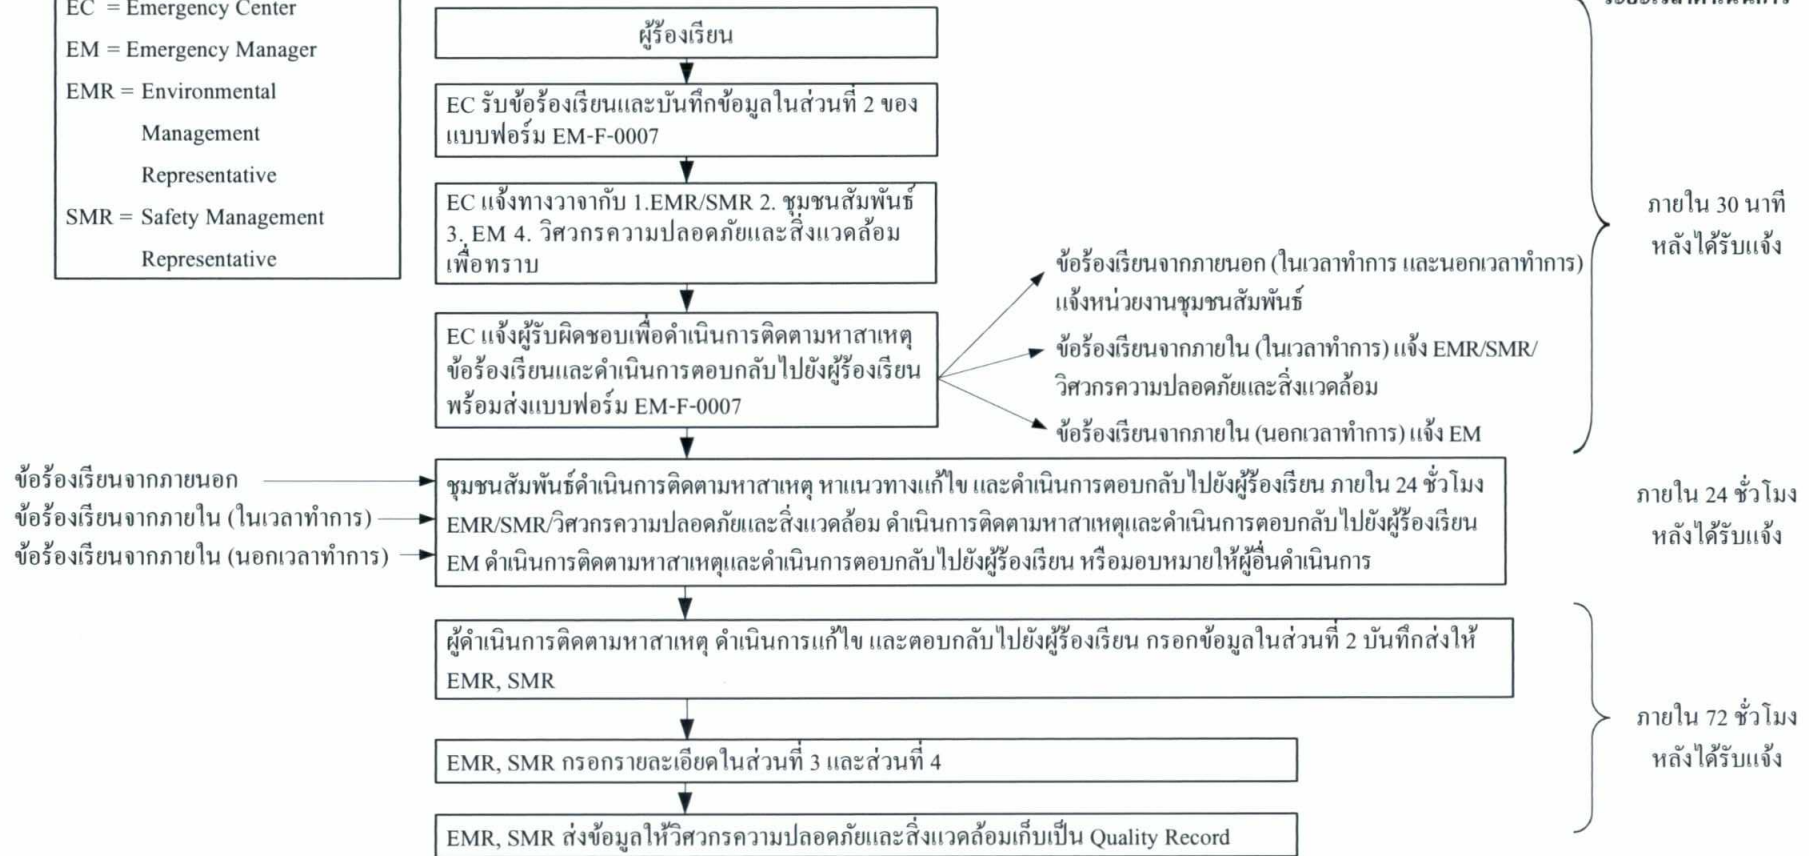 EC = Emergency Center
EM = Emergency Manager
EMR = Environmental
Management
Representative
SMR = Safety Management
Representative
ผู้ร้องเรียน
EC รับข้อร้องเรียนและบันทึกข้อมูลในส่วนที่ 2 ของ
แบบฟอร์ม EM-F-0007
EC แจ้งทางวาจากับ 1.EMR/SMR 2. ชุมชนสัมพันธ์
3. EM 4. วิศวกรความปลอดภัยและสิ่งแวดล้อม
เพื่อทราบ
EC แจ้งผู้รับผิดชอบเพื่อดำเนินการติดตามหาสาเหตุ
ข้อร้องเรียนและดำเนินการตอบกลับไปยังผู้ร้องเรียน
พร้อมส่งแบบฟอร์ม EM-F-0007
ข้อร้องเรียนจากภายนอก (ในเวลาทำการ และนอกเวลาทำการ)
แจ้งหน่วยงานชุมชนสัมพันธ์
ข้อร้องเรียนจากภายใน (ในเวลาทำการ) แจ้ง EMR/SMR/
วิศวกรความปลอดภัยและสิ่งแวดล้อม
ข้อร้องเรียนจากภายใน (นอกเวลาทำการ) แจ้ง EM
ภายใน 30 นาที
หลังได้รับแจ้ง
ข้อร้องเรียนจากภายนอก
ข้อร้องเรียนจากภายใน (ในเวลาทำการ)
ข้อร้องเรียนจากภายใน (นอกเวลาทำการ)
ชุมชนสัมพันธ์ดำเนินการติดตามหาสาเหตุ หาแนวทางแก้ไข และดำเนินการตอบกลับไปยังผู้ร้องเรียน ภายใน 24 ชั่วโมง
EMR/SMR/วิศวกรความปลอดภัยและสิ่งแวดล้อม ดำเนินการติดตามหาสาเหตุและดำเนินการตอบกลับไปยังผู้ร้องเรียน
EM ดำเนินการติดตามหาสาเหตุและดำเนินการตอบกลับไปยังผู้ร้องเรียน หรือมอบหมายให้ผู้อื่นดำเนินการ
ภายใน 24 ชั่วโมง
หลังได้รับแจ้ง
ผู้ดำเนินการติดตามหาสาเหตุ ดำเนินการแก้ไข และตอบกลับไปยังผู้ร้องเรียน กรอกข้อมูลในส่วนที่ 2 บันทึกส่งให้
EMR, SMR
EMR, SMR กรอกรายละเอียดในส่วนที่ 3 และส่วนที่ 4
EMR, SMR ส่งข้อมูลให้วิศวกรความปลอดภัยและสิ่งแวดล้อมเก็บเป็น Quality Record
ภายใน 72 ชั่วโมง
หลังได้รับแจ้ง